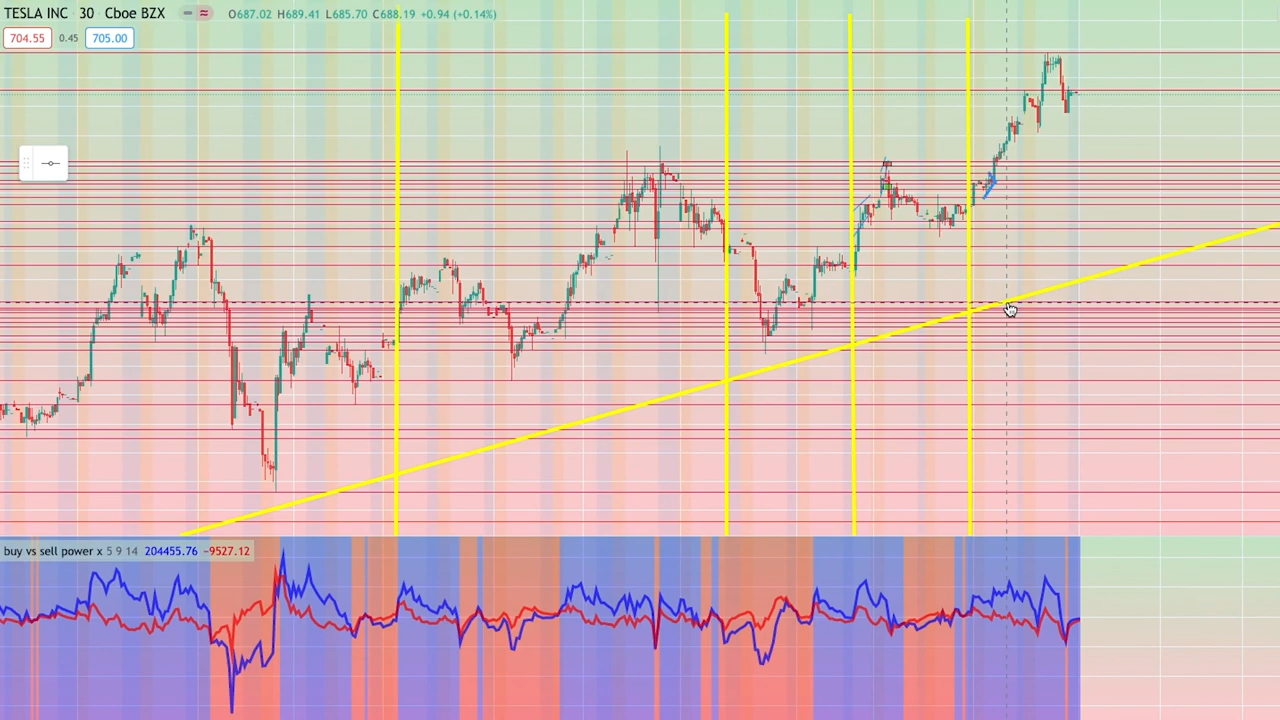 TESLA INC 30 Cboe BZX O687.02 H689.41 L685.70 C688.19 +0.94 (+0.14%)
704.55 0.45 705.00
buy vs sell power x 5 9 14 204455.76 −9527.12